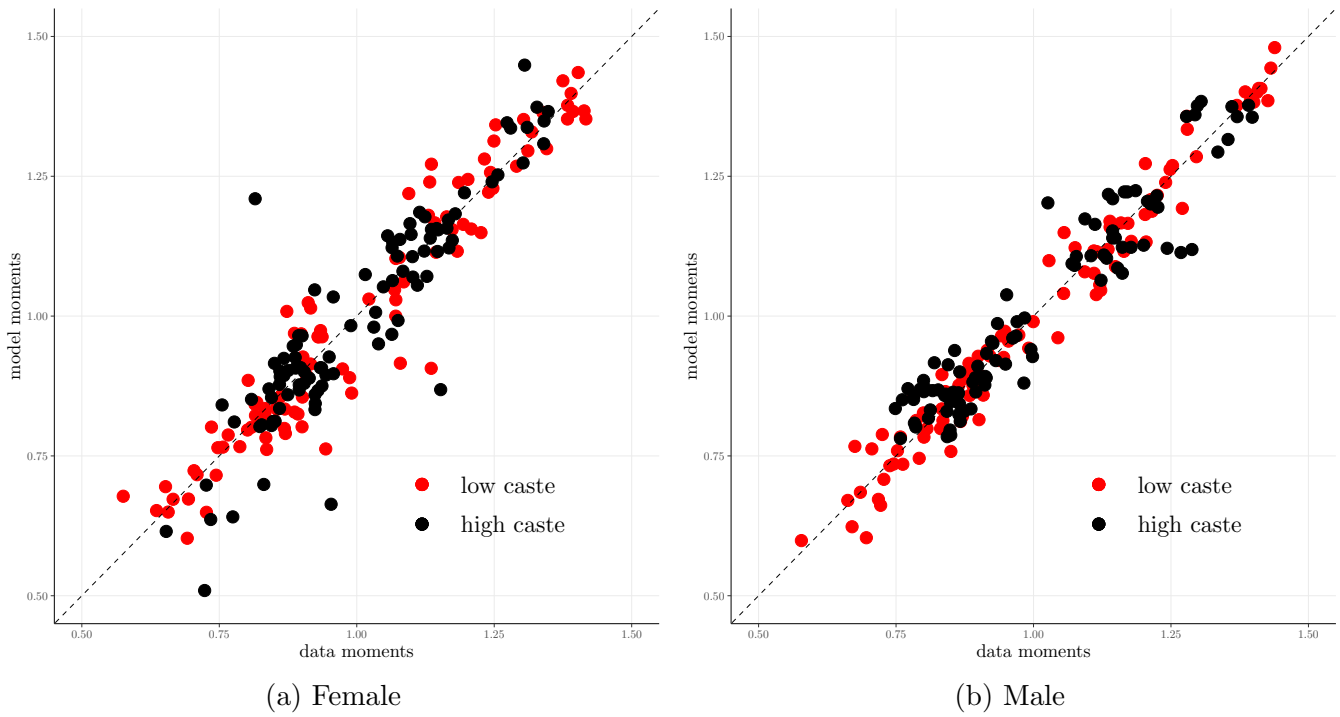 1.50
1.25
1.00
0.75
0.50
model moments
low caste
high caste
0.50
0.75
1.00
1.25
1.50
data moments
(a) Female
1.50
1.25
1.00
0.75
0.50
model moments
low caste
high caste
0.50
0.75
1.00
1.25
1.50
data moments
(b) Male